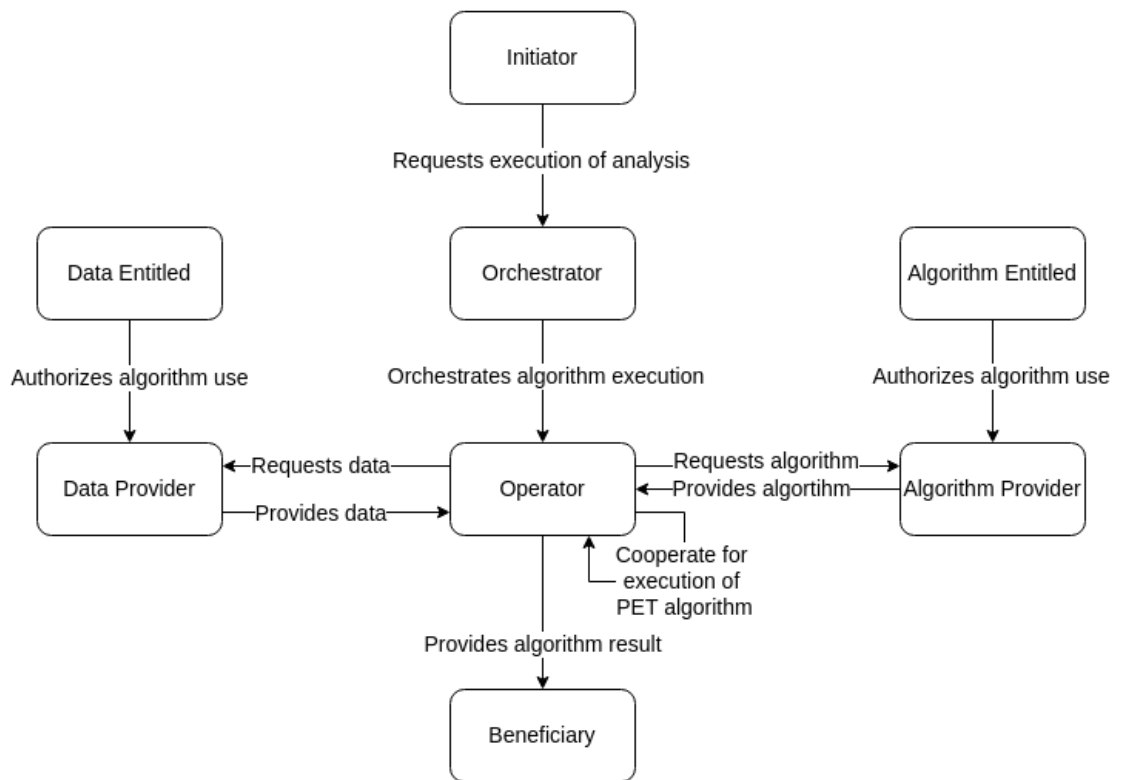 Initiator
Requests execution of analysis
Data Entitled
Orchestrator
Algorithm Entitled
Authorizes algorithm use
Orchestrates algorithm execution
Authorizes algorithm use
Requests data
Requests algorithm
Data Provider
Operator
Provides algortihm
Algorithm Provider
Provides data
Cooperate for
execution of
PET algorithm
Provides algorithm result
Beneficiary